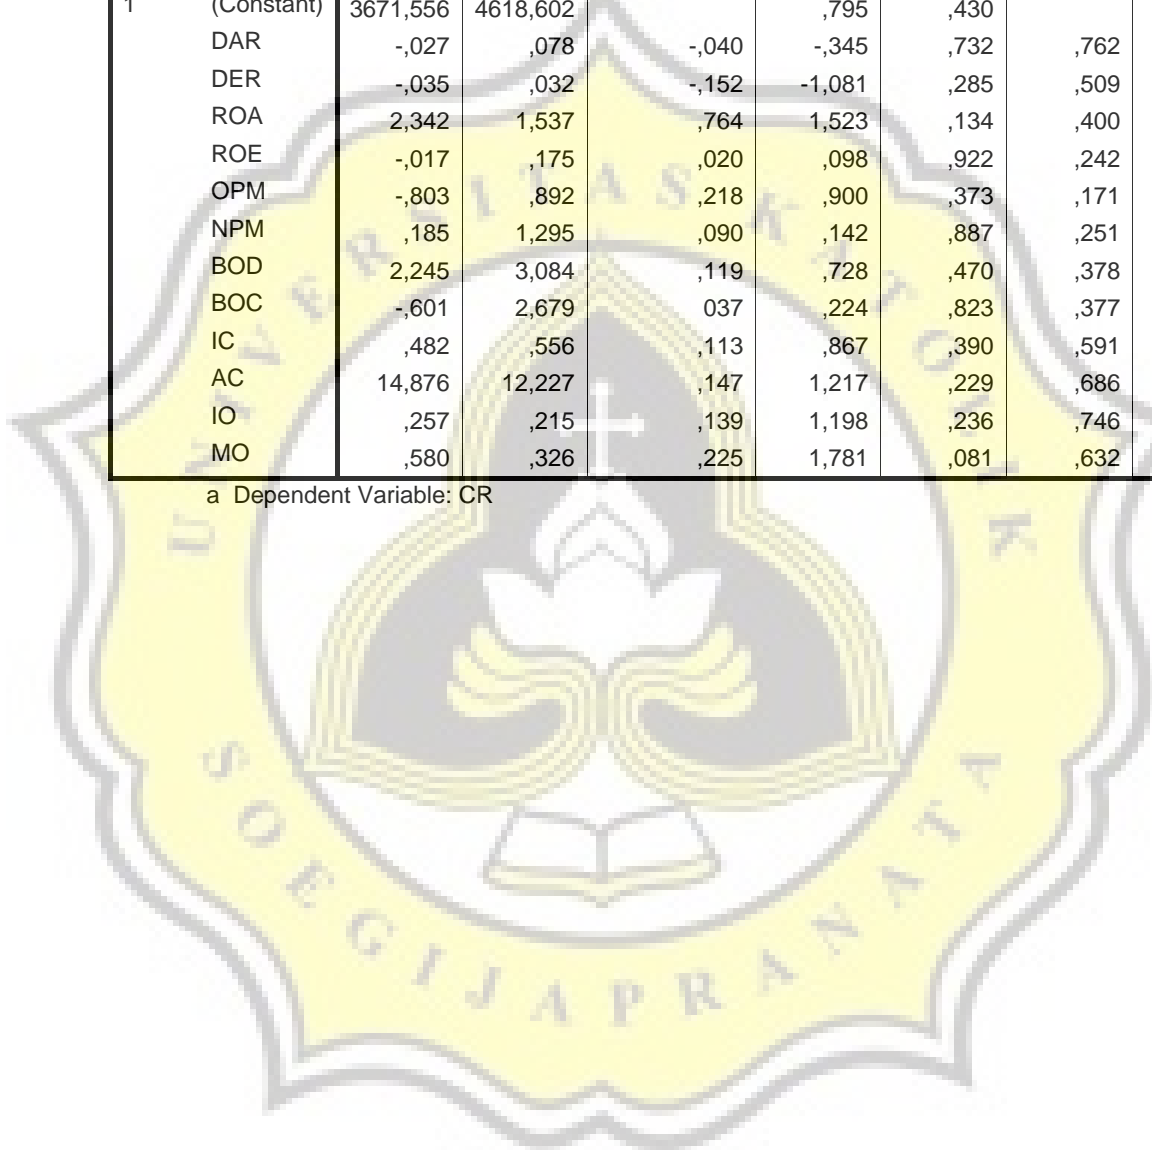 1 (Constant) 3671,556 4618,602 ,795 ,430
DAR -,027 ,078 -,040 -,345 ,732 ,762
DER -,035 ,032 -,152 -1,081 ,285 ,509
ROA 2,342 1,537 ,764 1,523 ,134 ,400
ROE -,017 ,175 ,020 ,098 ,922 ,242
OPM -,803 ,892 ,218 ,900 ,373 ,171
NPM ,185 1,295 ,090 ,142 ,887 ,251
BOD 2,245 3,084 ,119 ,728 ,470 ,378
BOC -,601 2,679 037 ,224 ,823 ,377
IC ,482 ,556 ,113 ,867 ,390 ,591
AC 14,876 12,227 ,147 1,217 ,229 ,686
IO ,257 ,215 ,139 1,198 ,236 ,746
MO ,580 ,326 ,225 1,781 ,081 ,632
a Dependent Variable: CR
UNIVERSITAS KATOLIK
SOEGIJAPRANATA